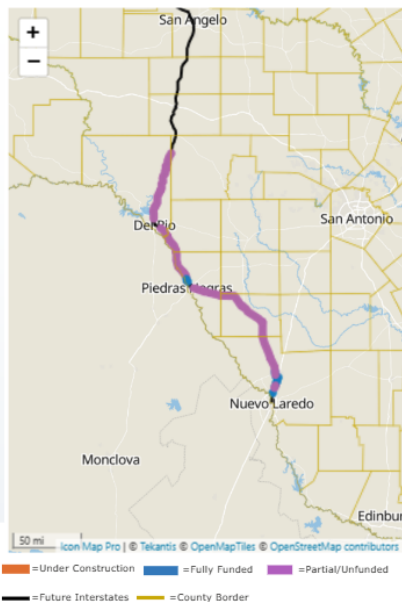 San Angelo
+
−
Del Rio
San Antonio
Piedras Negras
Nuevo Laredo
Monclova
Edinbur
50 mi
Icon Map Pro | © Tekantis © OpenMapTiles © OpenStreetMap contributors
=Under Construction =Fully Funded =Partial/Unfunded
=Future Interstates =County Border